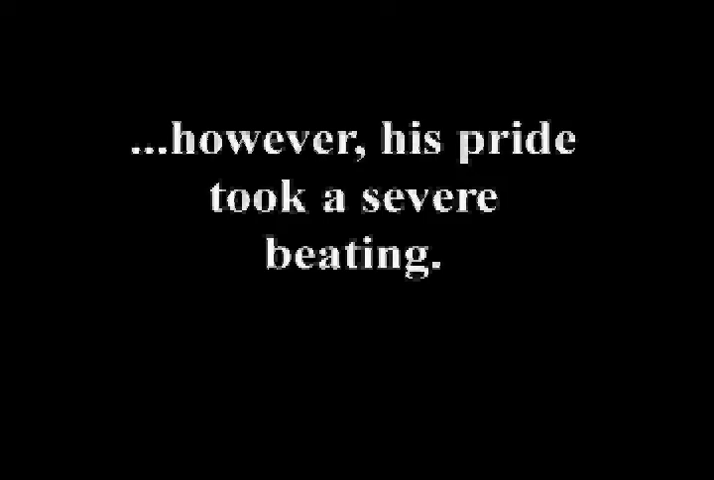 ...however, his pride
took a severe
beating.